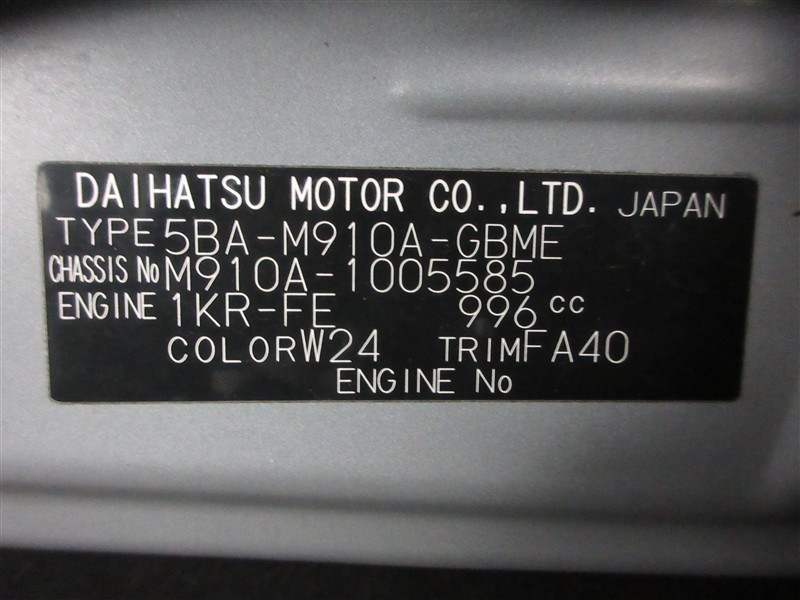 DAIHATSU MOTOR CO.,LTD. JAPAN
TYPE 5BA-M910A-GBME
CHASSIS No M910A-1005585
ENGINE 1KR-FE 996 cc
COLOR W24 TRIM FA40
ENGINE No